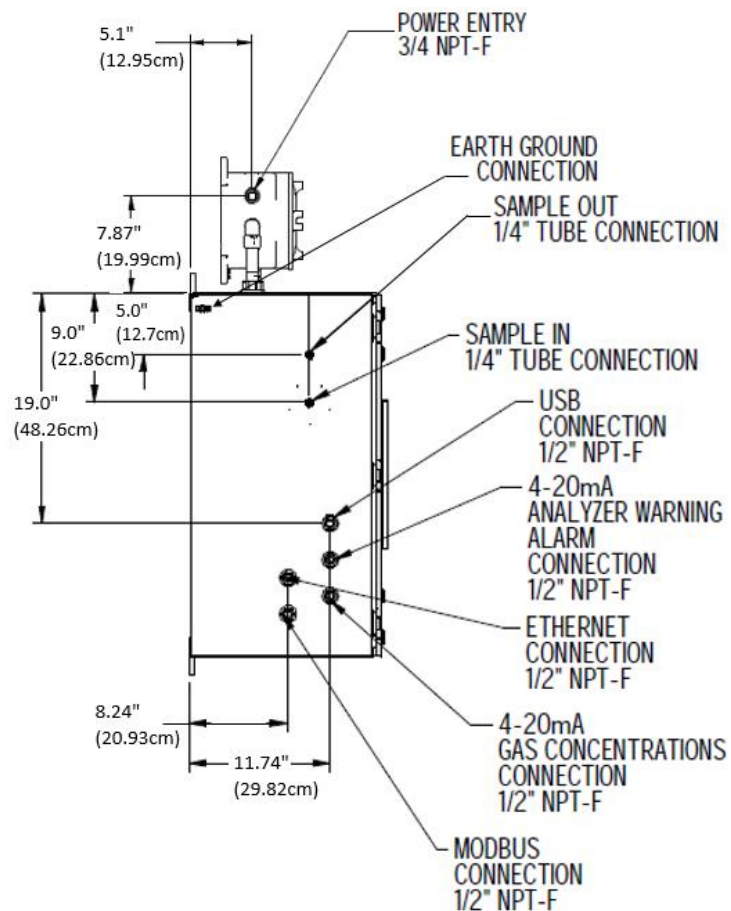 5.1"
(12.95cm)
POWER ENTRY
3/4 NPT-F
EARTH GROUND
CONNECTION
SAMPLE OUT
1/4" TUBE CONNECTION
7.87"
(19.99cm)
5.0"
(12.7cm)
9.0"
(22.86cm)
SAMPLE IN
1/4" TUBE CONNECTION
19.0"
(48.26cm)
USB
CONNECTION
1/2" NPT-F
4-20mA
ANALYZER WARNING
ALARM
CONNECTION
1/2" NPT-F
ETHERNET
CONNECTION
1/2" NPT-F
8.24"
(20.93cm)
11.74"
(29.82cm)
4-20mA
GAS CONCENTRATIONS
CONNECTION
1/2" NPT-F
MODBUS
CONNECTION
1/2" NPT-F